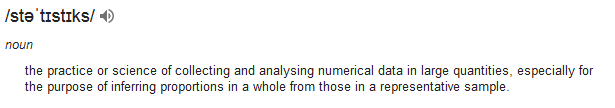 /stəˈtɪstɪks/
noun
the practice or science of collecting and analysing numerical data in large quantities, especially for
the purpose of inferring proportions in a whole from those in a representative sample.